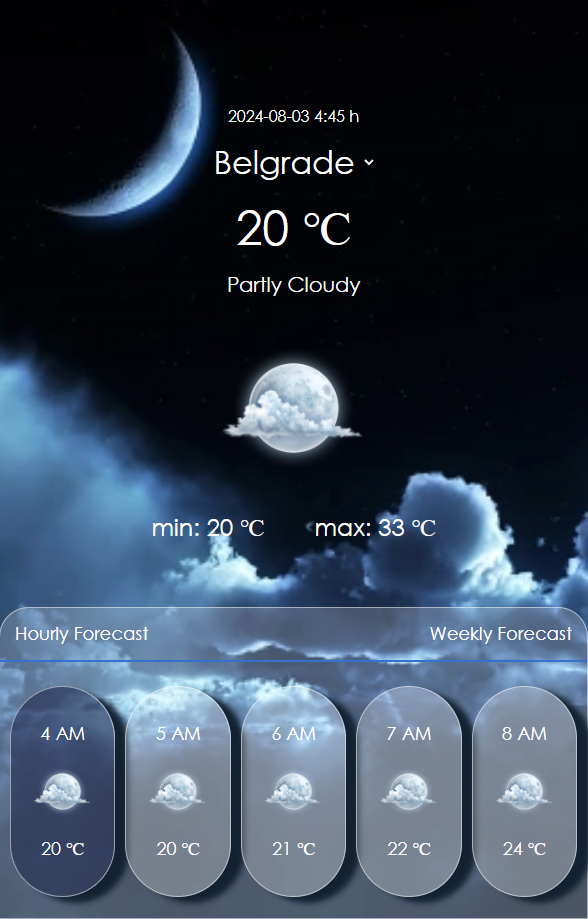 2024-08-03 4:45 h
Belgrade
20 °C
Partly Cloudy
min: 20 °C max: 33 °C
Hourly Forecast Weekly Forecast
4 AM 5 AM 6 AM 7 AM 8 AM
20 °C 20 °C 21 °C 22 °C 24 °C